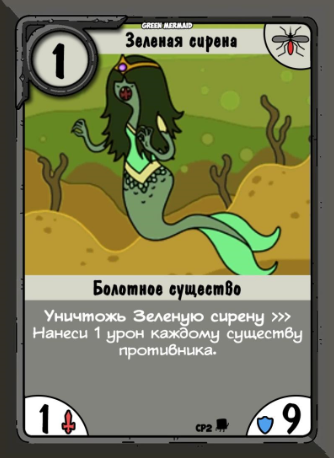 GREEN MERMAID
1
Зеленая сирена
Болотное существо
Уничтожь Зеленую сирену >>>
Нанеси 1 урон каждому существу
противника.
1
CP2
9